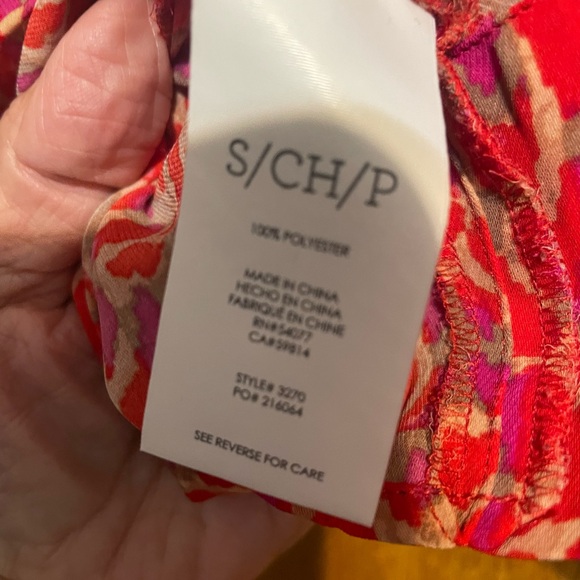 S/CH/P
100% POLYESTER
MADE IN CHINA
HECHO EN CHINA
FABRIQUÉ EN CHINE
RN#54077
CA#59814
STYLE# 3270
PO# 216064
SEE REVERSE FOR CARE